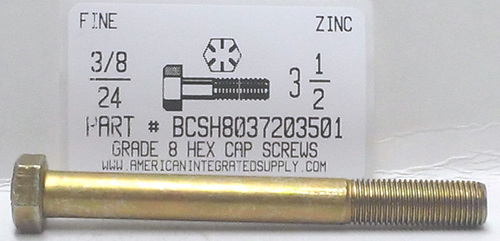 FINE ZINC
3/8
24
3 1/2
PART # BCSH8037203501
GRADE 8 HEX CAP SCREWS
WWW.AMERICANINTEGRATEDSUPPLY.COM